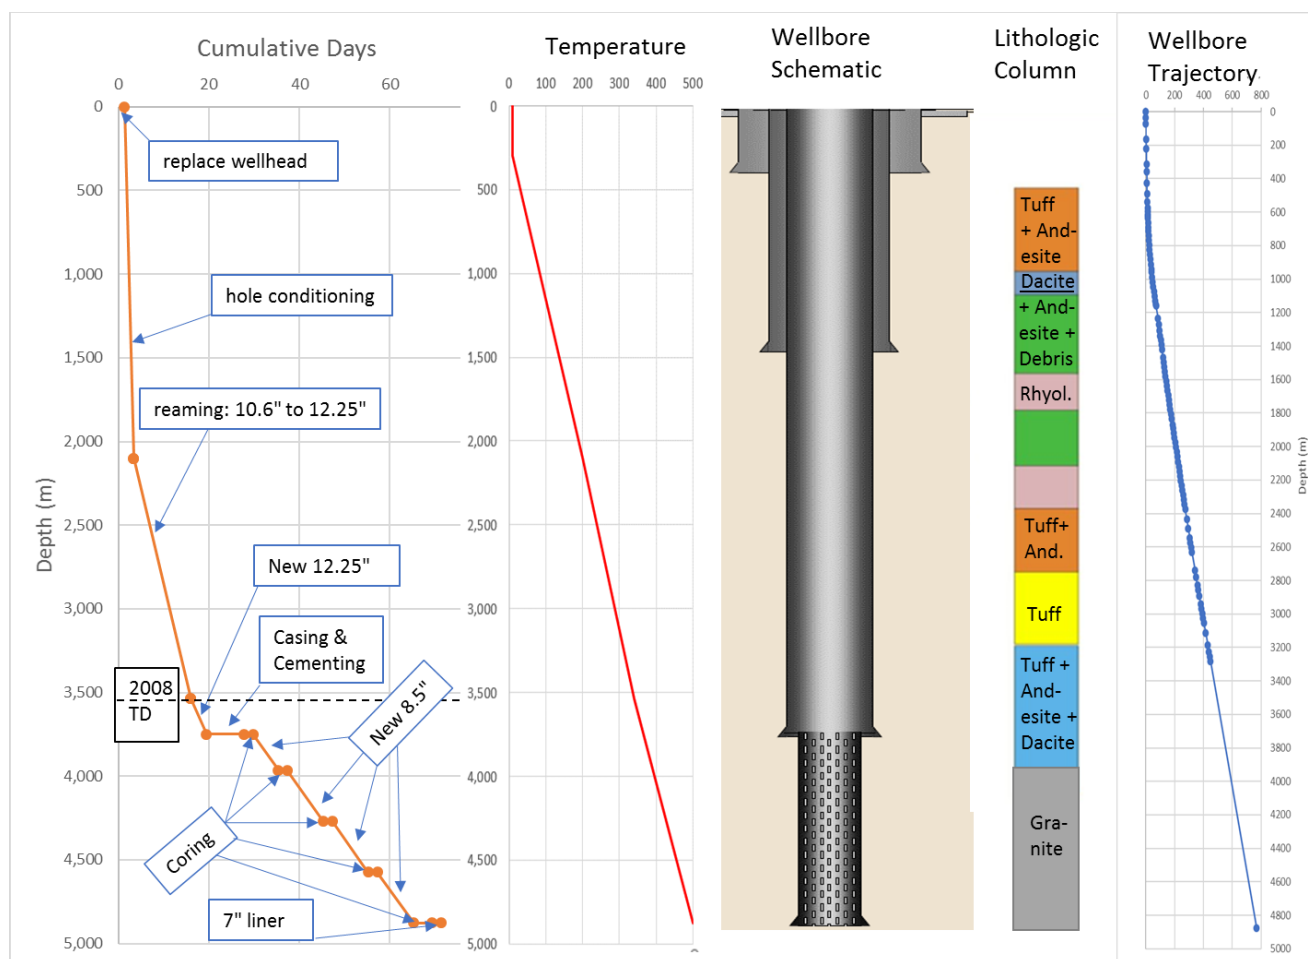 Cumulative Days
0 20 40 60
0
500
1,000
1,500
2,000
2,500
3,000
3,500
4,000
4,500
5,000
Depth (m)
replace wellhead
hole conditioning
reaming: 10.6" to 12.25"
New 12.25"
Casing &
Cementing
2008
TD
New 8.5"
Coring
7" liner
Temperature
0 100 200 300 400 500
0
500
1,000
1,500
2,000
2,500
3,000
3,500
4,000
4,500
5,000
Wellbore
Schematic
Lithologic
Column
Tuff
+ And-
esite
Dacite
+ And-
esite +
Debris
Rhyol.
Tuff+
And.
Tuff
Tuff +
And-
esite +
Dacite
Gra-
nite
Wellbore
Trajectory
0 200 400 600 800
0
200
400
600
800
1000
1200
1400
1600
1800
2000
2200
2400
2600
2800
3000
3200
3400
3600
3800
4000
4200
4400
4600
4800
5000
Depth (m)